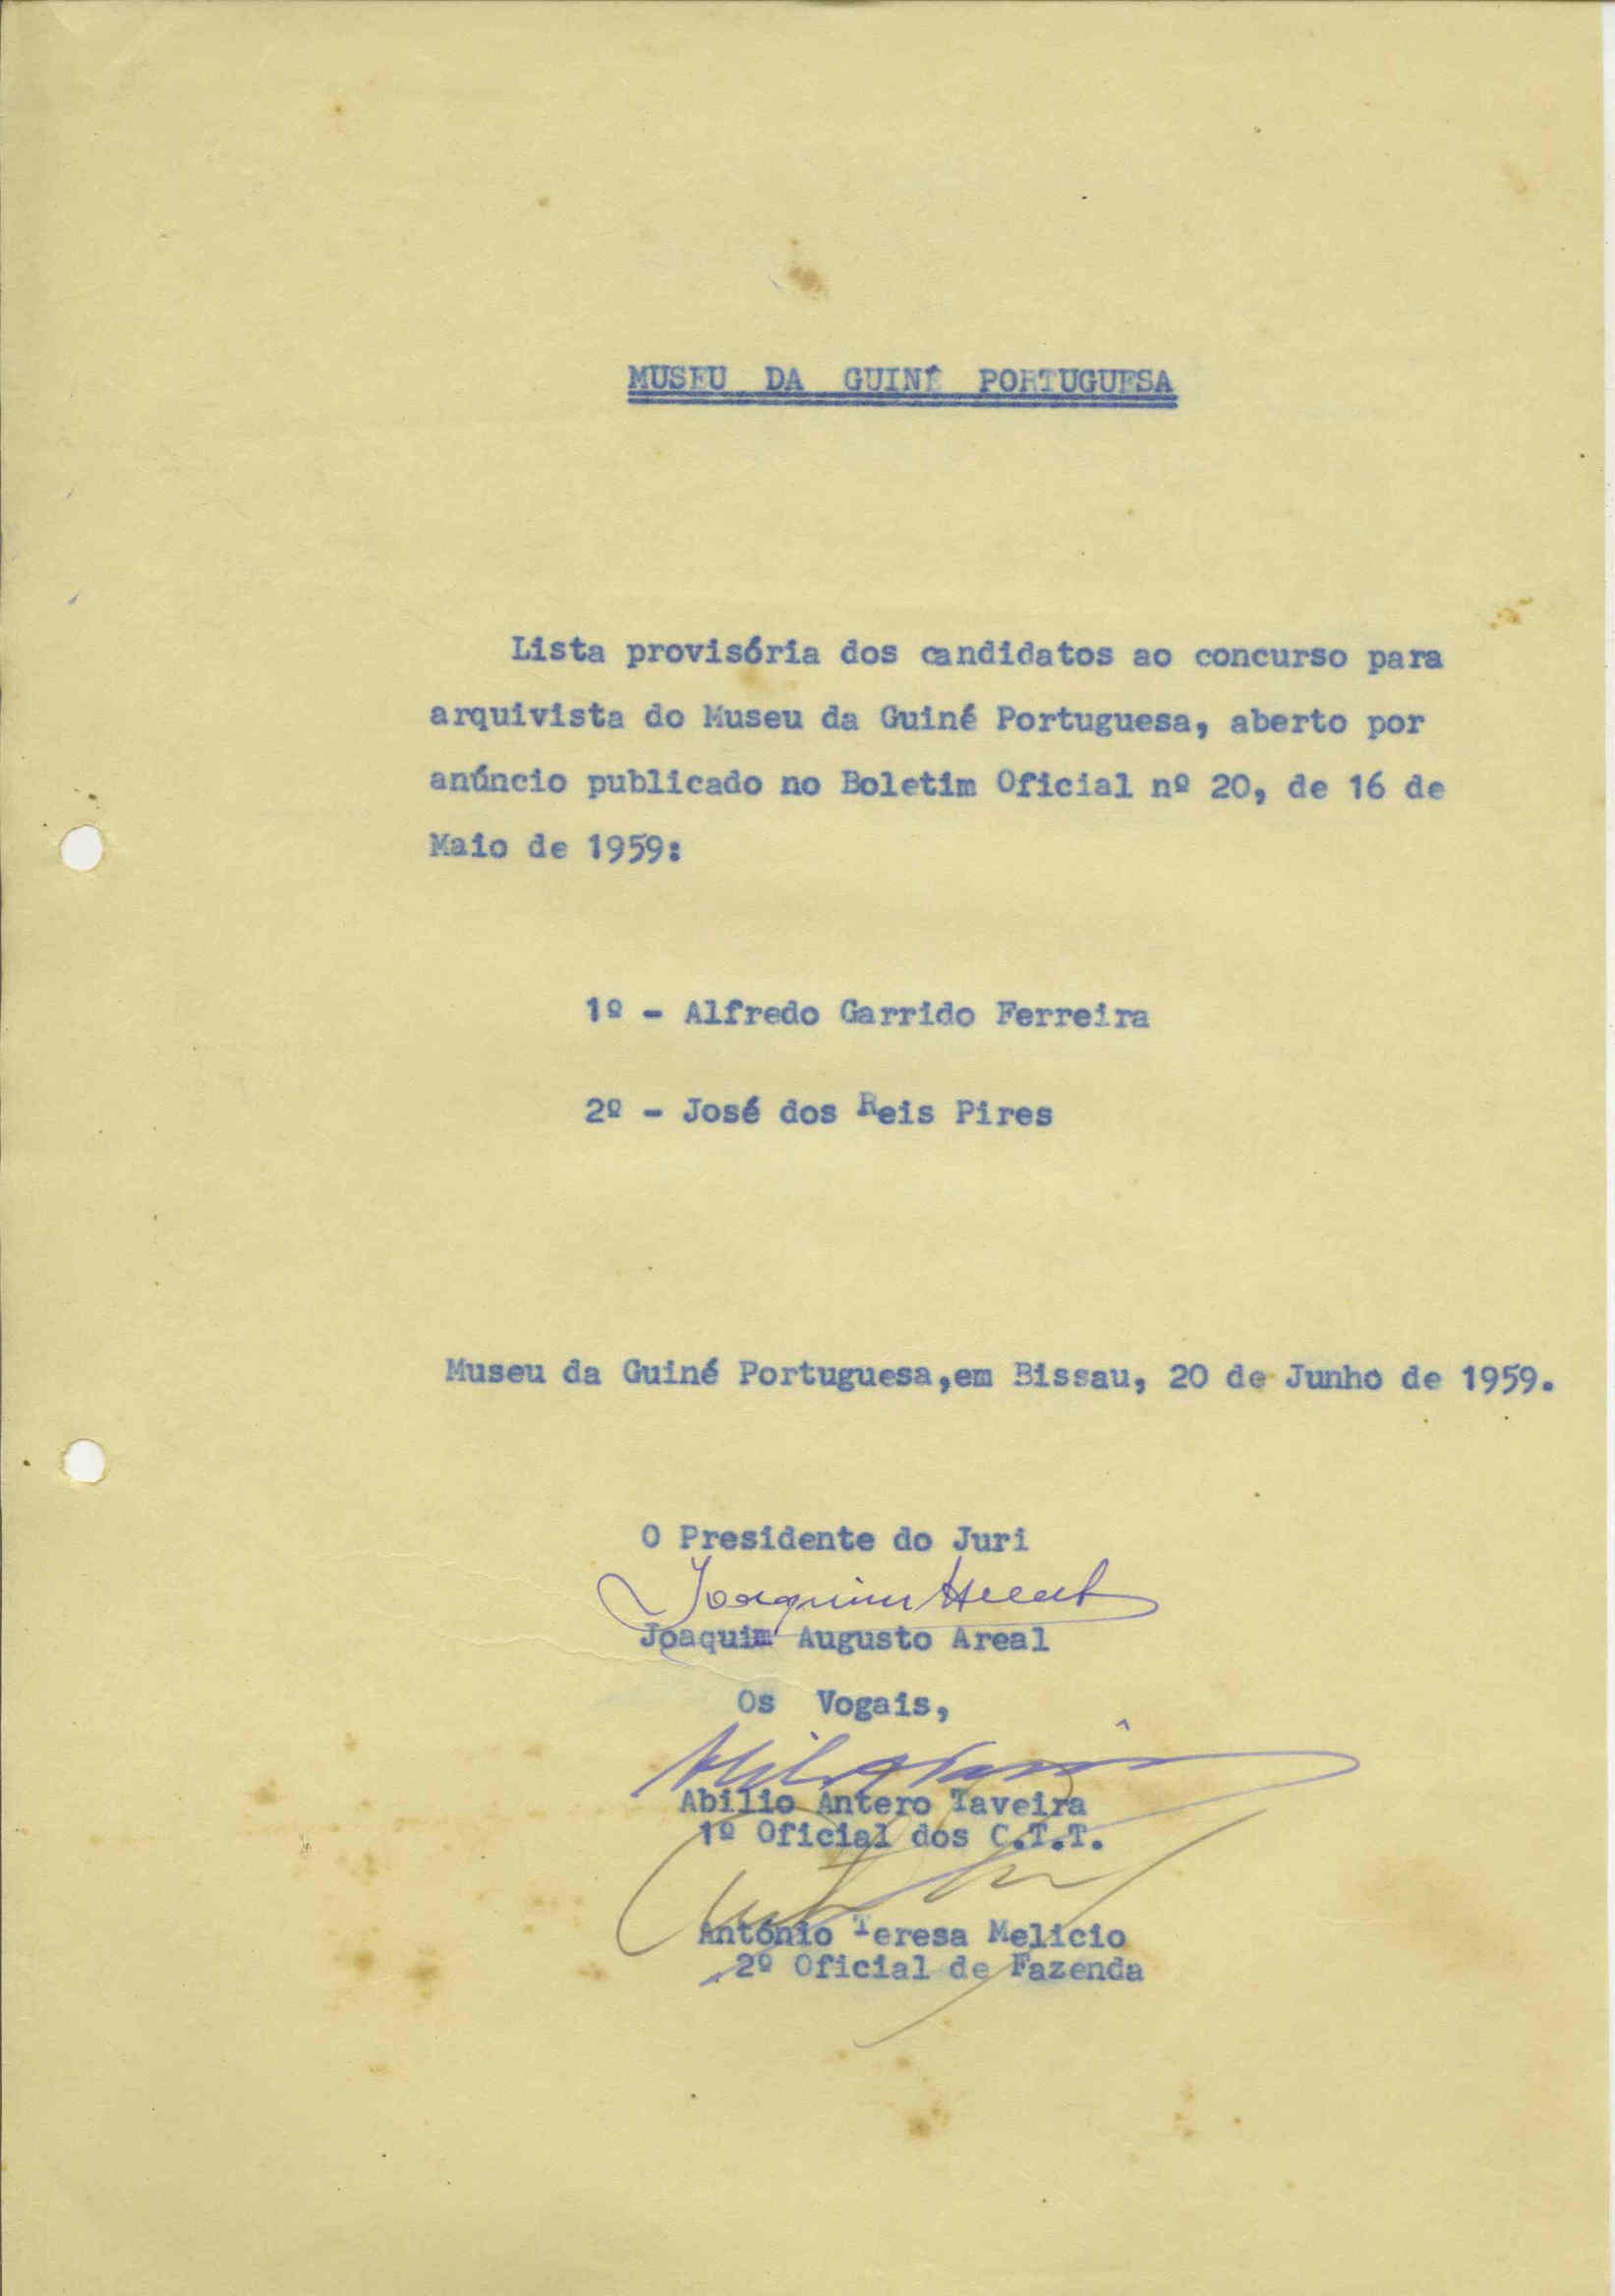 MUSEU DA GUINÉ PORTUGUESA
Lista provisória dos candidatos ao concurso para
arquivista do Museu da Guiné Portuguesa, aberto por
anúncio publicado no Boletim Oficial nº 20, de 16 de
Maio de 1959:
1º - Alfredo Garrido Ferreira
2º - José dos Reis Pires
Museu da Guiné Portuguesa,em Bissau, 20 de Junho de 1959.
O Presidente do Juri
Joaquim
Joaquim Augusto Areal
Os Vogais,
Abilio Antero Taveira
1º Oficial dos C.T.T.
António Teresa Melicio
2º Oficial de Fazenda